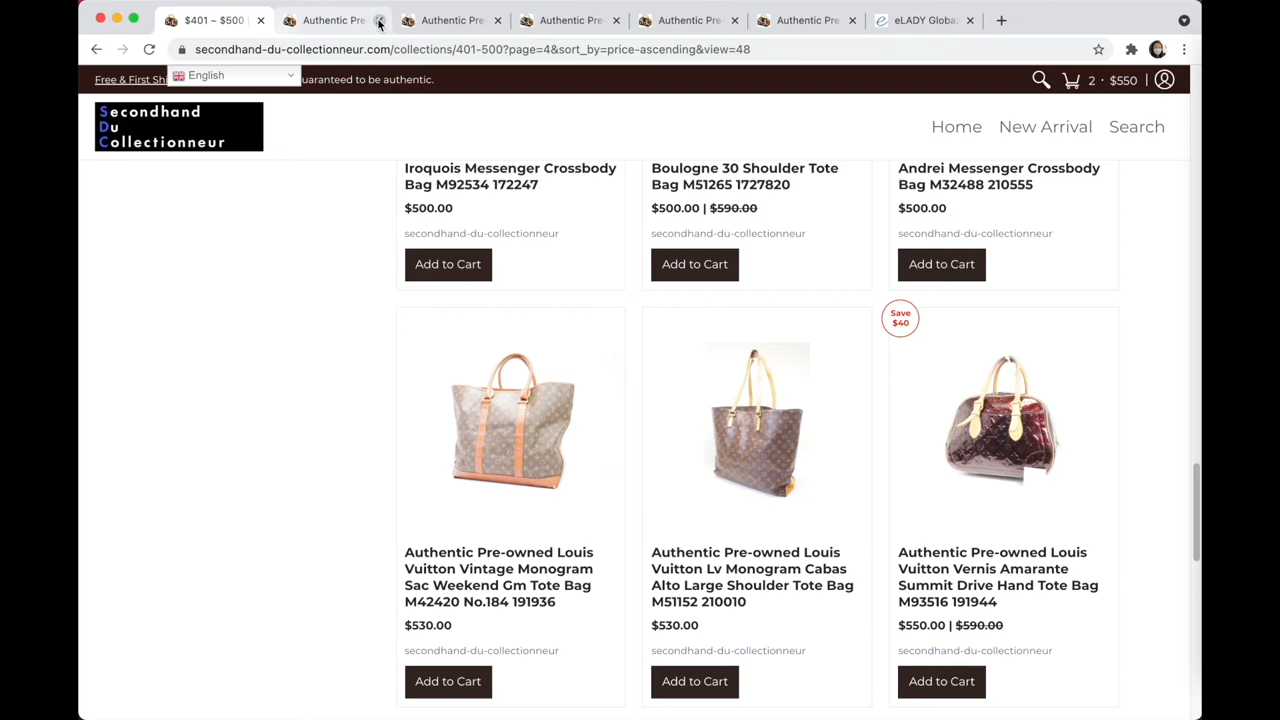 $401 ~ $500
Authentic Pre
Authentic Pre-
Authentic Pre-
Authentic Pre-
Authentic Pre-
eLADY Globa
secondhand-du-collectionneur.com/collections/401-500?page=4&sort_by=price-ascending&view=48
Free & First Shi
English
uaranteed to be authentic.
2 · $550
Secondhand
Du
Collectionneur
Home
New Arrival
Search
Iroquois Messenger Crossbody
Bag M92534 172247
$500.00
secondhand-du-collectionneur
Add to Cart
Boulogne 30 Shoulder Tote
Bag M51265 1727820
$500.00 | $590.00
secondhand-du-collectionneur
Add to Cart
Andrei Messenger Crossbody
Bag M32488 210555
$500.00
secondhand-du-collectionneur
Add to Cart
Authentic Pre-owned Louis
Vuitton Vintage Monogram
Sac Weekend Gm Tote Bag
M42420 No.184 191936
$530.00
secondhand-du-collectionneur
Add to Cart
Authentic Pre-owned Louis
Vuitton Lv Monogram Cabas
Alto Large Shoulder Tote Bag
M51152 210010
$530.00
secondhand-du-collectionneur
Add to Cart
Save
$40
Authentic Pre-owned Louis
Vuitton Vernis Amarante
Summit Drive Hand Tote Bag
M93516 191944
$550.00 | $590.00
secondhand-du-collectionneur
Add to Cart